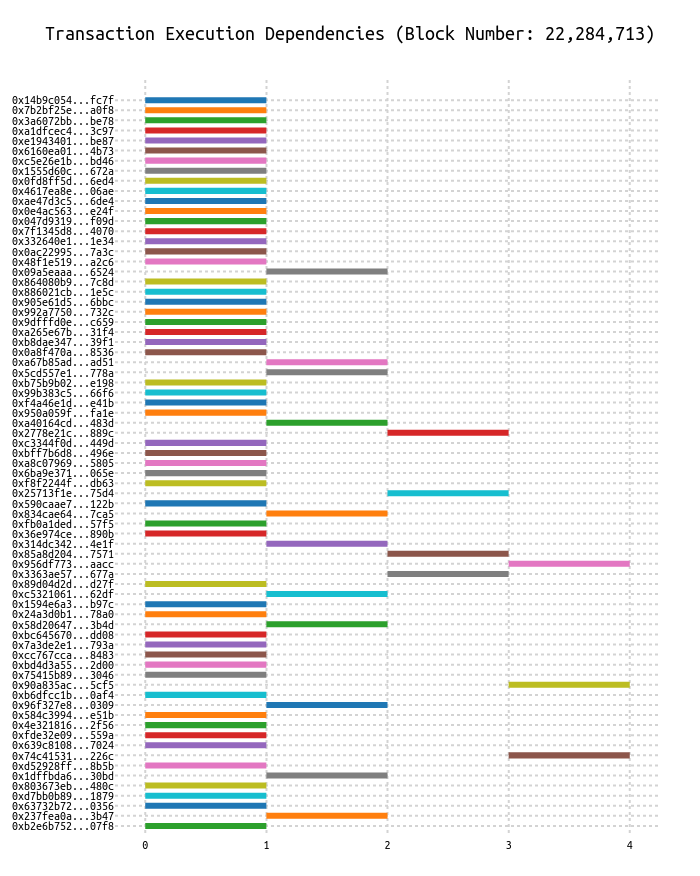 Transaction Execution Dependencies (Block Number: 22,284,713)
0x14b9c054...fc7f
0x7b2bf25e...a0f8
0x3a6072bb...be78
0xa1dfcec4...3c97
0xe1943401...be87
0x6160ea01...4b73
0xc5e26e1b...bd46
0x1555d60c...672a
0x0fd8ff5d...6ed4
0x4617ea8e...06ae
0xae47d3c5...6de4
0x0e4ac563...e24f
0x047d9319...f09d
0x7f1345d8...4070
0x332640e1...1e34
0x0ac22995...7a3c
0x48f1e519...a2c6
0x09a5eaaa...6524
0x864080b9...7c8d
0x886021cb...1e5c
0x905e61d5...6bbc
0x992a7750...732c
0x9dfffd0e...c659
0xa265e67b...31f4
0xb8dae347...39f1
0x0a8f470a...8536
0xa67b85ad...ad51
0x5cd557e1...778a
0xb75b9b02...e198
0x99b383c5...66f6
0xf4a46e1d...e41b
0x950a059f...fa1e
0xa40164cd...483d
0x2778e21c...889c
0xc3344f0d...449d
0xbff7b6d8...496e
0xa8c07969...5805
0x6ba9e371...065e
0xf8f2244f...db63
0x25713f1e...75d4
0x590caae7...122b
0x834cae64...7ca5
0xfb0a1ded...57f5
0x36e974ce...890b
0x314dc342...4e1f
0x85a8d204...7571
0x956df773...aacc
0x3363ae57...677a
0x89d04d2d...d27f
0xc5321061...62df
0x1594e6a3...b97c
0x24a3d0b1...78a0
0x58d20647...3b4d
0xbc645670...dd08
0x7a3de2e1...793a
0xcc767cca...8483
0xbd4d3a55...2d00
0x75415b89...3046
0x90a835ac...5cf5
0xb6dfcc1b...0af4
0x96f327e8...0309
0x584c3994...e51b
0x4e321816...2f56
0xfde32e09...559a
0x639c8108...7024
0x74c41531...226c
0xd52928ff...8b5b
0x1dffbda6...30bd
0x803673eb...480c
0xd7bb0b89...1879
0x63732b72...0356
0x237fea0a...3b47
0xb2e6b752...07f8
0 1 2 3 4